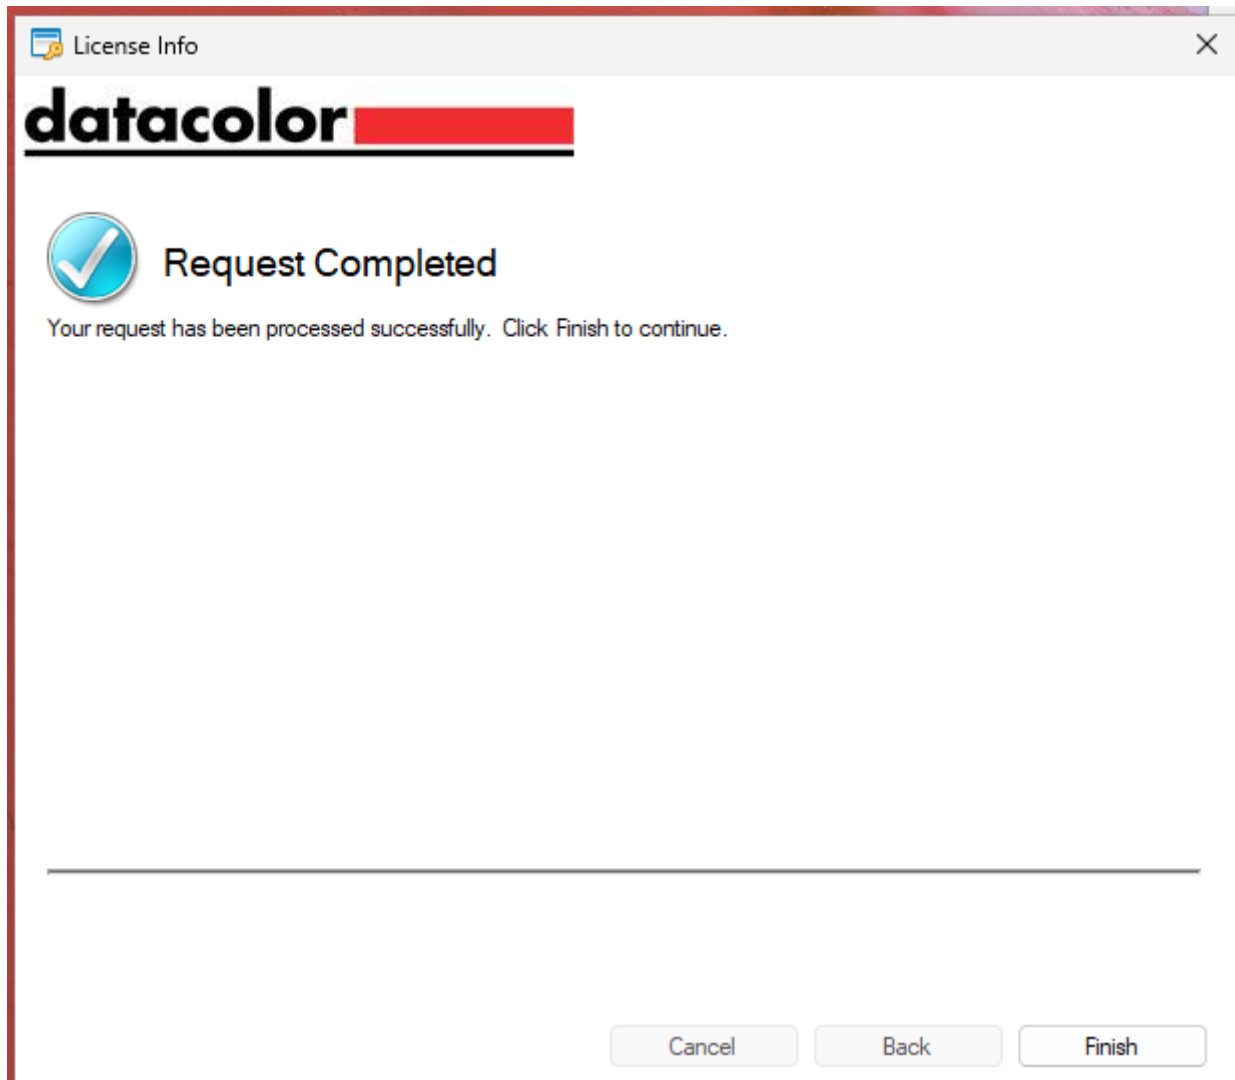 License Info
datacolor
Request Completed
Your request has been processed successfully. Click Finish to continue.
Cancel
Back
Finish